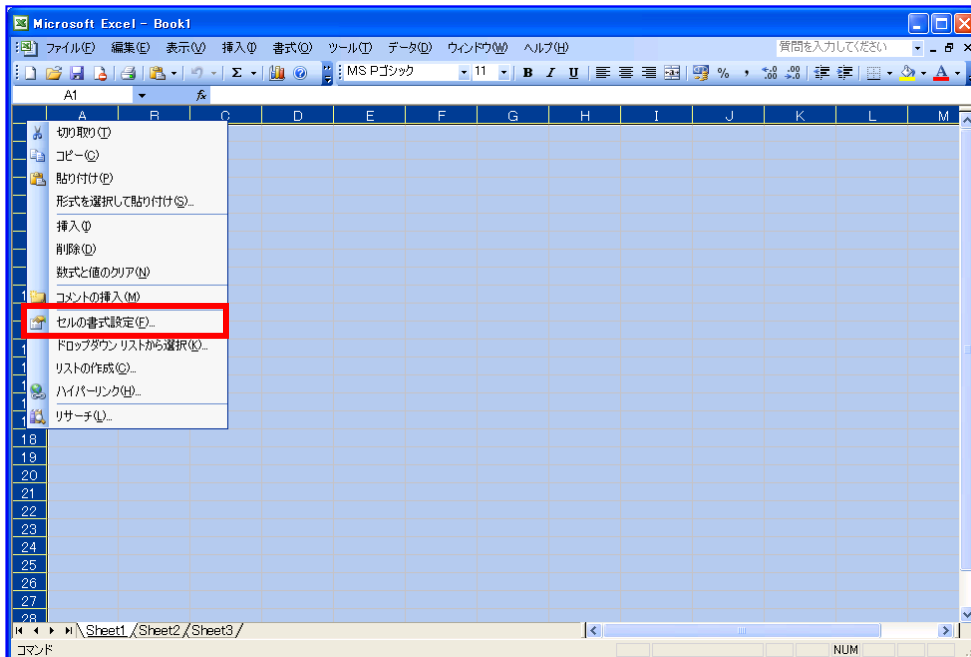 Microsoft Excel - Book1
ファイル(F) 編集(E) 表示(V) 挿入(I) 書式(O) ツール(T) データ(D) ウィンドウ(W) ヘルプ(H) 質問を入力してください
MS Pゴシック 11 B I U
A1 fx
A B C D E F G H I J K L M
切り取り(T)
コピー(C)
貼り付け(P)
形式を選択して貼り付け(S)...
挿入(I)
削除(D)
数式と値のクリア(N)
コメントの挿入(M)
セルの書式設定(F)...
ドロップダウン リストから選択(K)...
リストの作成(C)...
ハイパーリンク(H)...
リサーチ(L)...
18
19
20
21
22
23
24
25
26
27
28
Sheet1 Sheet2 Sheet3
コマンド NUM